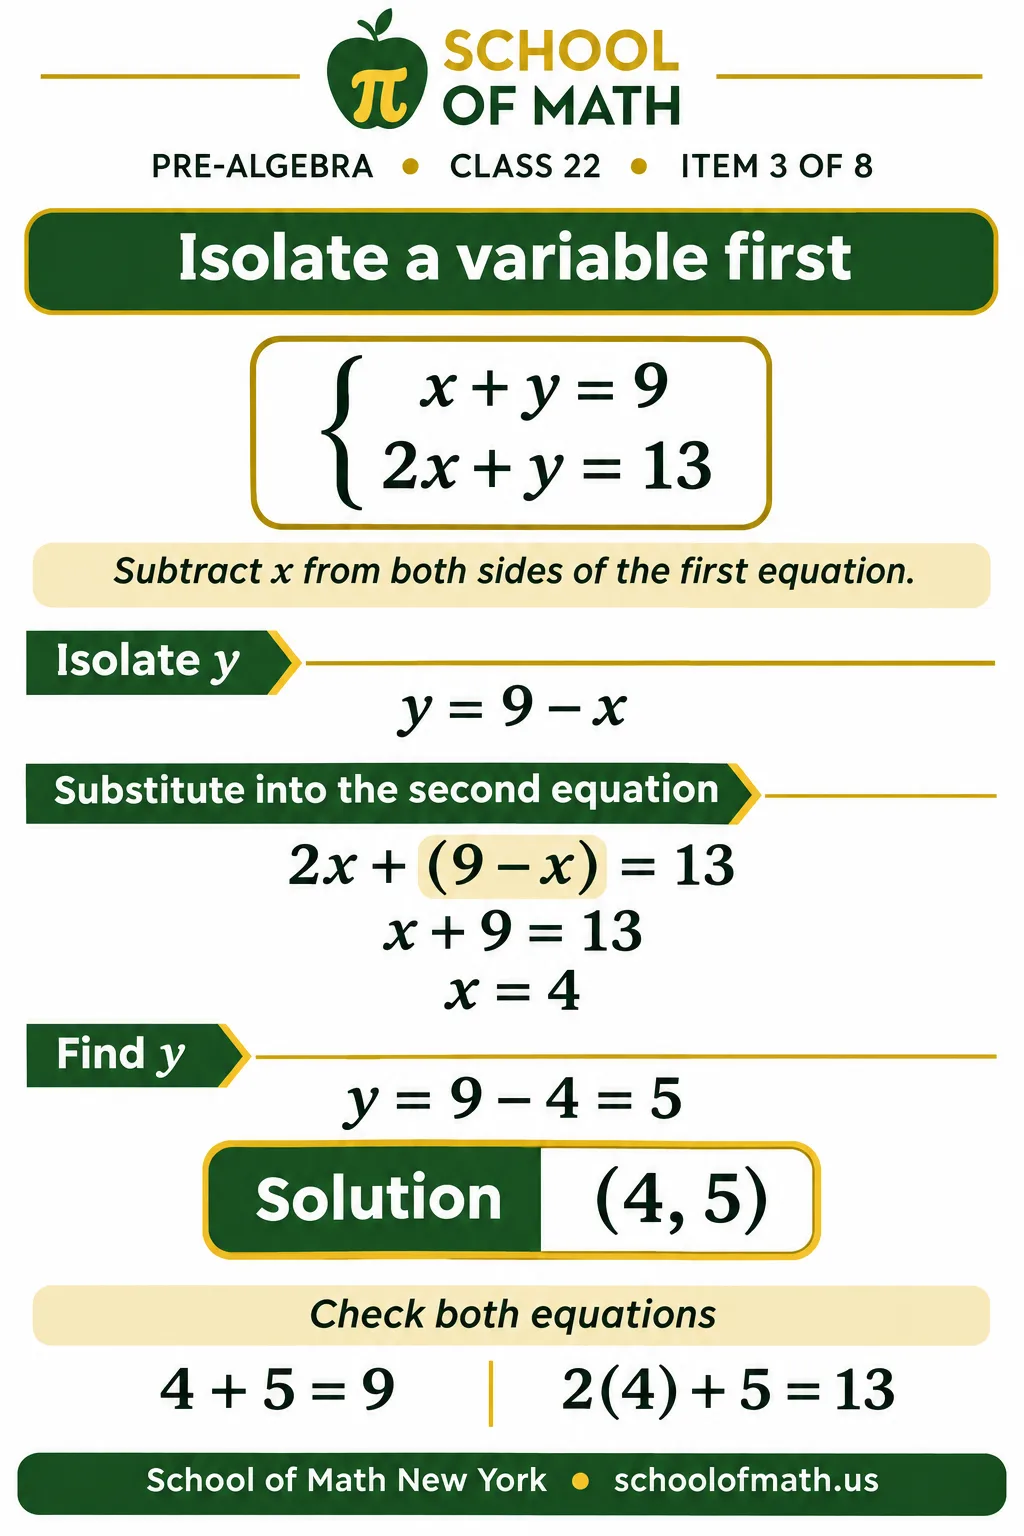 π
SCHOOL
OF MATH
PRE-ALGEBRA • CLASS 22 • ITEM 3 OF 8
Isolate a variable first
x + y = 9
2x + y = 13
Subtract x from both sides of the first equation.
Isolate y
y = 9 − x
Substitute into the second equation
2x + (9 − x) = 13
x + 9 = 13
x = 4
Find y
y = 9 − 4 = 5
Solution (4, 5)
Check both equations
4 + 5 = 9 | 2(4) + 5 = 13
School of Math New York • schoolofmath.us